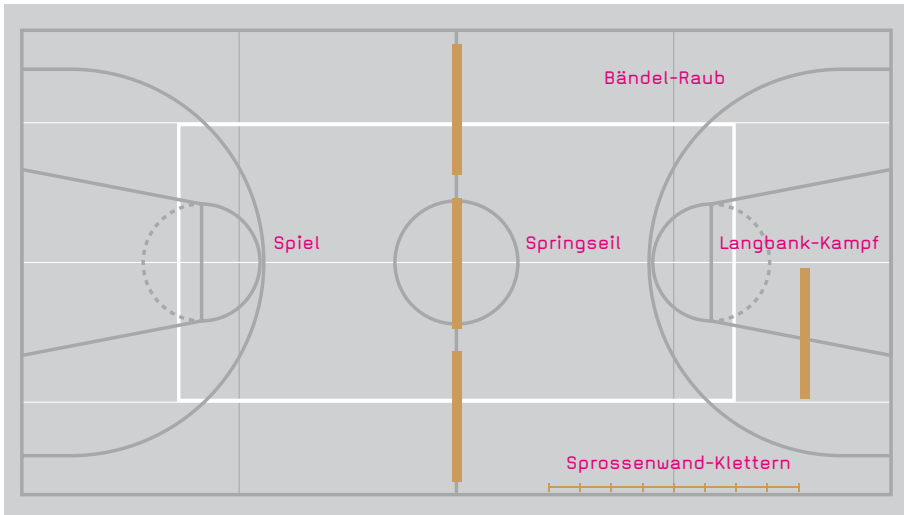 Bändel-Raub
Spiel
Springseil
Langbank-Kampf
Sprossenwand-Klettern